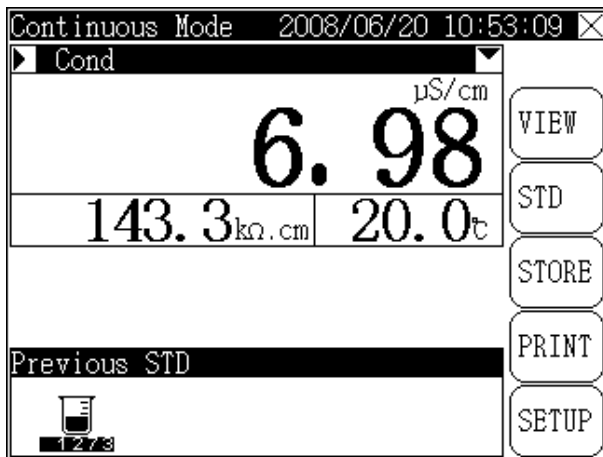 Continuous Mode 2008/06/20 10:53:09
Cond
µS/cm
6.98
143.3kΩ.cm 20.0℃
VIEW
STD
STORE
PRINT
SETUP
Previous STD
1273